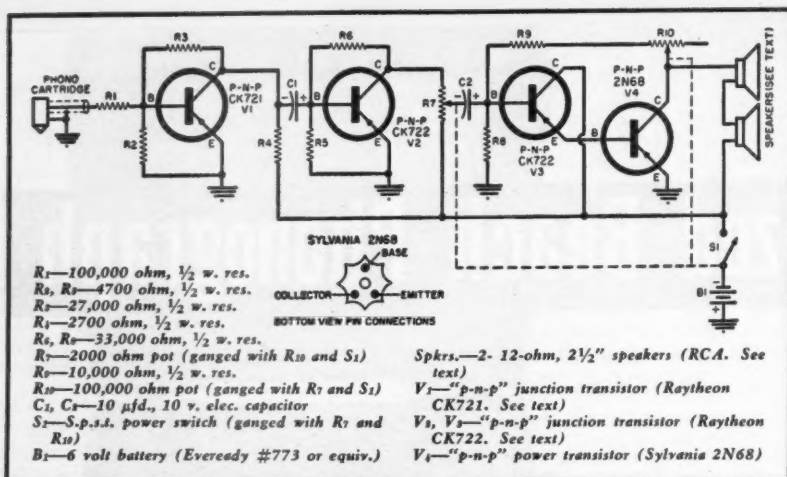 PHONO
CARTRIDGE
R1
R2
R3
B
C
E
P-N-P
CK721
V1
R4
C1
- +
R5
R6
B
C
E
P-N-P
CK722
V2
R7
C2
- +
R8
R9
B
C
E
P-N-P
CK722
V3
R10
P-N-P
2N68
V4
B
C
E
SPEAKERS (SEE TEXT)
S1
B1
-
+
SYLVANIA 2N68
BASE
COLLECTOR
EMITTER
BOTTOM VIEW PIN CONNECTIONS
R1—100,000 ohm, 1/2 w. res.
R2, R5—4700 ohm, 1/2 w. res.
R3—27,000 ohm, 1/2 w. res.
R4—2700 ohm, 1/2 w. res.
R6, R8—33,000 ohm, 1/2 w. res.
R7—2000 ohm pot (ganged with R10 and S1)
R9—10,000 ohm, 1/2 w. res.
R10—100,000 ohm pot (ganged with R7 and S1)
C1, C2—10 µfd., 10 v. elec. capacitor
S1—S.p.s.t. power switch (ganged with R7 and
R10)
B1—6 volt battery (Eveready #773 or equiv.)
Spkrs.—2- 12-ohm, 2½" speakers (RCA. See
text)
V1—"p-n-p" junction transistor (Raytheon
CK721. See text)
V2, V3—"p-n-p" junction transistor (Raytheon
CK722. See text)
V4—"p-n-p" power transistor (Sylvania 2N68)